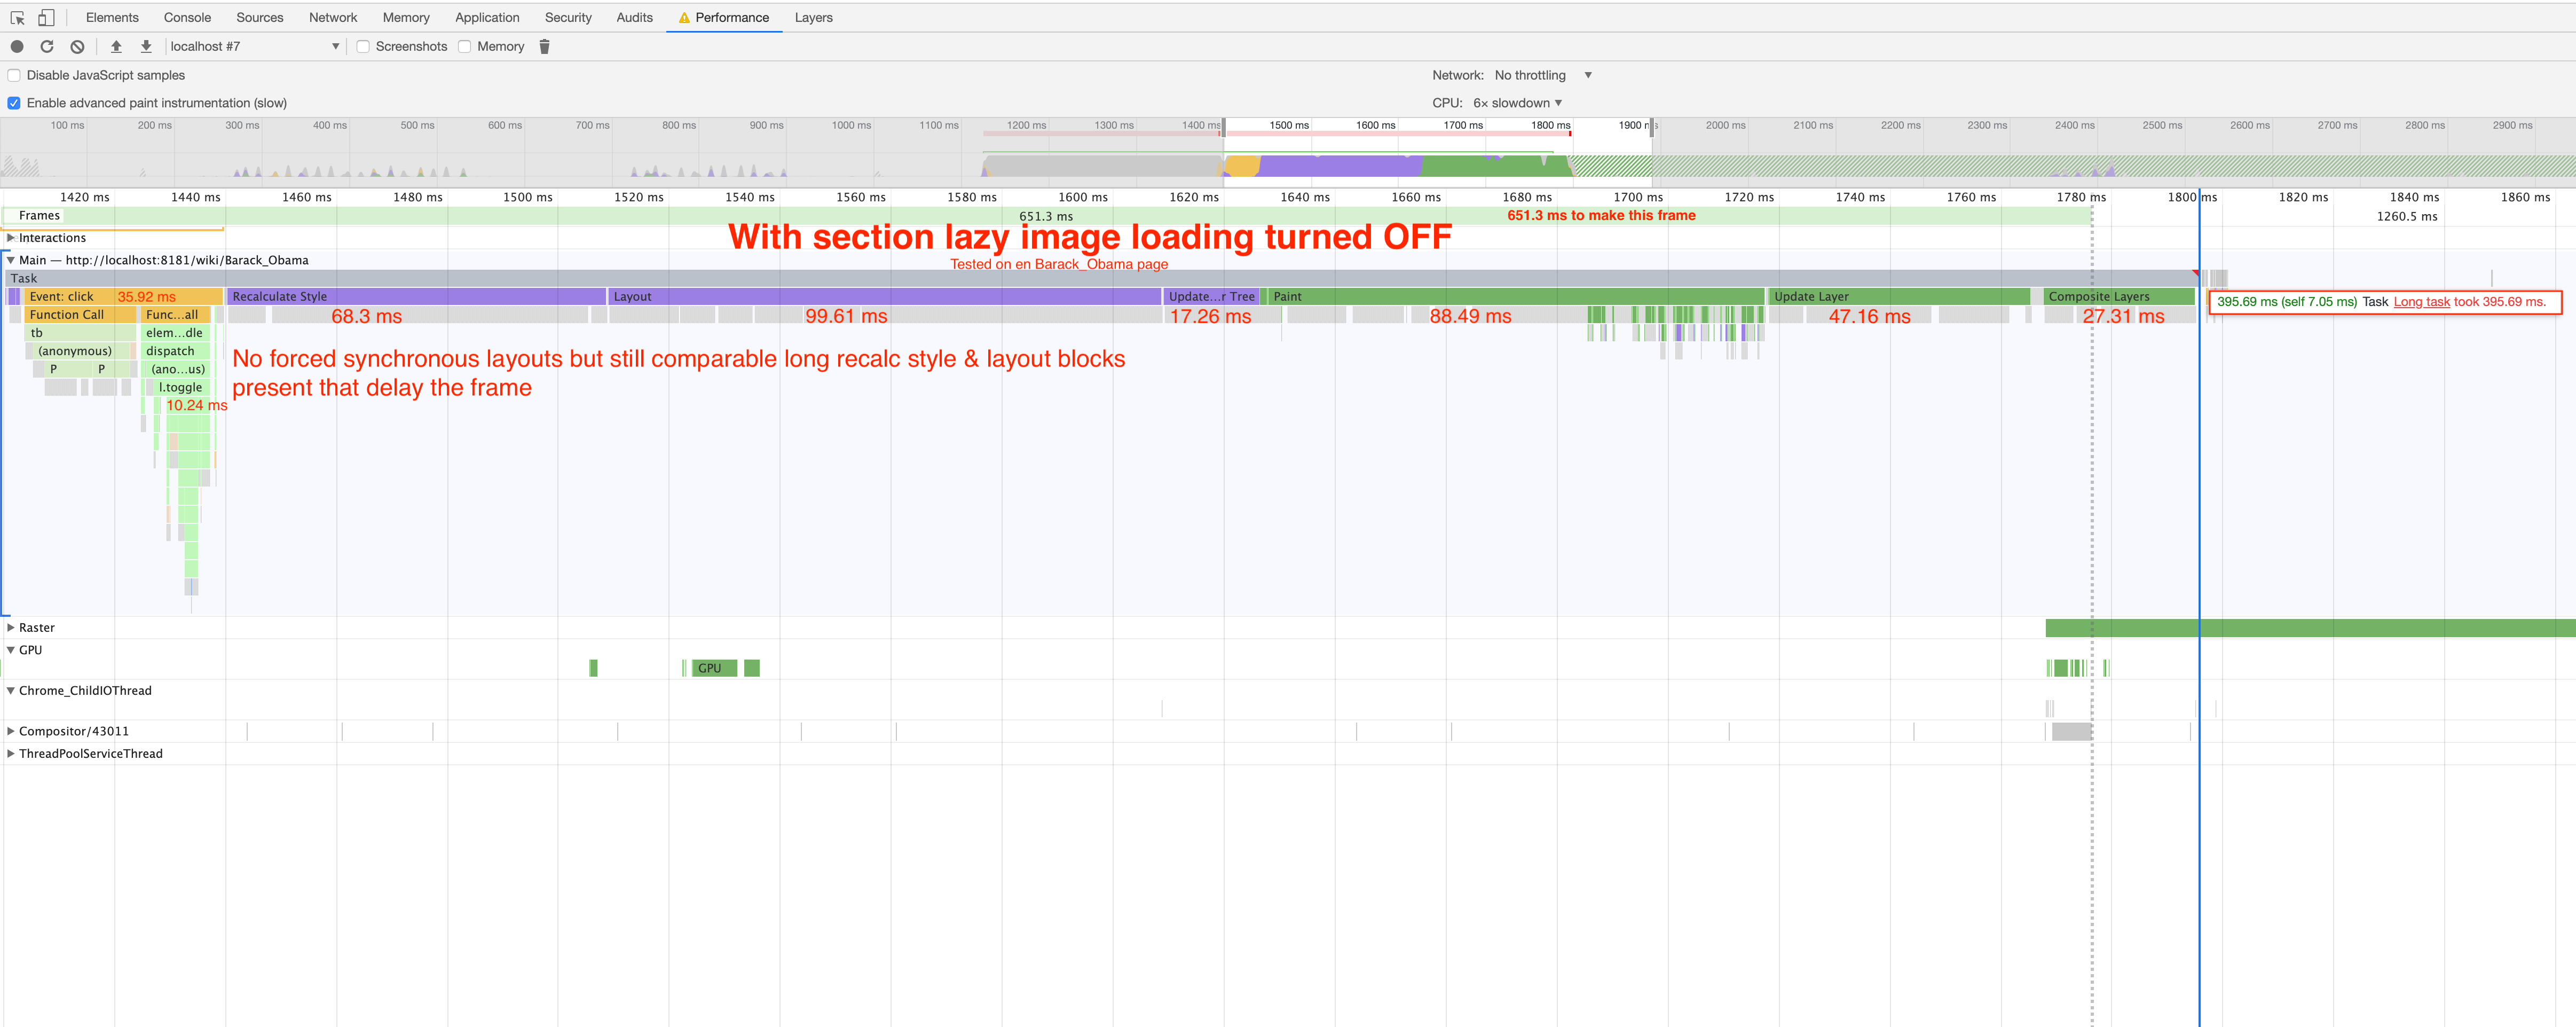 Elements Console Sources Network Memory Application Security Audits Performance Layers
localhost #7 Screenshots Memory
Disable JavaScript samples Network: No throttling
Enable advanced paint instrumentation (slow) CPU: 6× slowdown
100 ms 200 ms 300 ms 400 ms 500 ms 600 ms 700 ms 800 ms 900 ms 1000 ms 1100 ms 1200 ms 1300 ms 1400 ms 1500 ms 1600 ms 1700 ms 1800 ms 1900 2000 ms 2100 ms 2200 ms 2300 ms 2400 ms 2500 ms 2600 ms 2700 ms 2800 ms 2900 ms
1420 ms 1440 ms 1460 ms 1480 ms 1500 ms 1520 ms 1540 ms 1560 ms 1580 ms 1600 ms 1620 ms 1640 ms 1660 ms 1680 ms 1700 ms 1720 ms 1740 ms 1760 ms 1780 ms 1800 ms 1820 ms 1840 ms 1860 ms
Frames 651.3 ms 651.3 ms to make this frame 1260.5 ms
Interactions With section lazy image loading turned OFF
Main — http://localhost:8181/wiki/Barack_Obama Tested on en Barack_Obama page
Task
Event: click 35.92 ms Recalculate Style Layout Update…r Tree Paint Update Layer Composite Layers 395.69 ms (self 7.05 ms) Task Long task took 395.69 ms.
Function Call Func…all 68.3 ms 99.61 ms 17.26 ms 88.49 ms 47.16 ms 27.31 ms
tb elem…dle
(anonymous) dispatch No forced synchronous layouts but still comparable long recalc style & layout blocks
P P (ano…us)
l.toggle present that delay the frame
10.24 ms
Raster
GPU
GPU
Chrome_ChildIOThread
Compositor/43011
ThreadPoolServiceThread